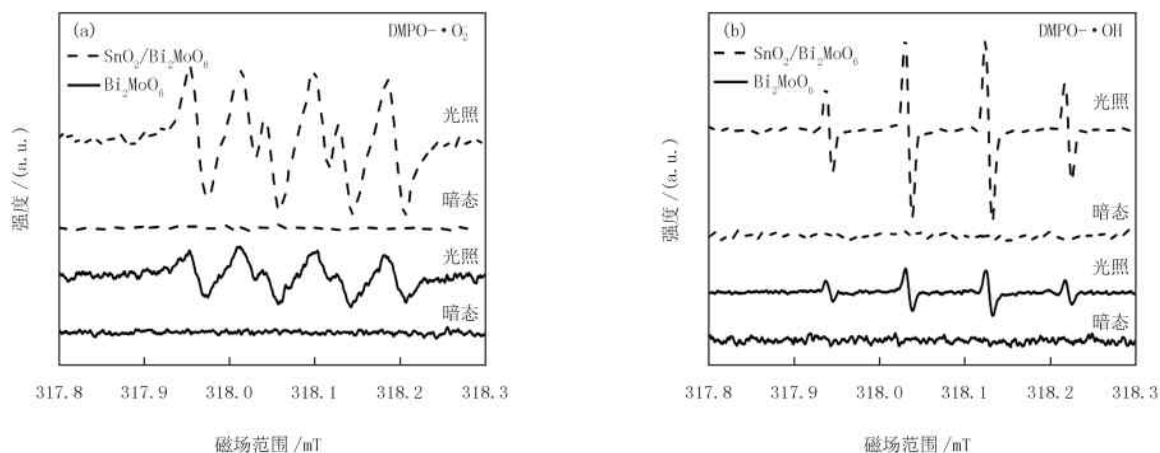 (a) DMPO-·O₂⁻
SnO₂/Bi₂MoO₆
Bi₂MoO₆
光照
暗态
光照
暗态
强度/(a. u.)
317.8 317.9 318.0 318.1 318.2 318.3
磁场范围/mT
(b) DMPO-·OH
SnO₂/Bi₂MoO₆
Bi₂MoO₆
光照
暗态
光照
暗态
强度/(a. u.)
317.8 317.9 318.0 318.1 318.2 318.3
磁场范围/mT